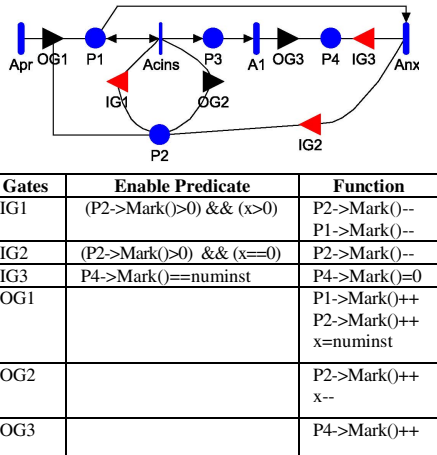 Apr OG1 P1 Acins P3 A1 OG3 P4 IG3 Anx
IG1 OG2
P2 IG2
Gates Enable Predicate Function
IG1 (P2->Mark()>0) && (x>0) P2->Mark()--
P1->Mark()--
IG2 (P2->Mark()>0) && (x==0) P2->Mark()--
IG3 P4->Mark()==numinst P4->Mark()=0
OG1 P1->Mark()++
P2->Mark()++
x=numinst
OG2 P2->Mark()++
x--
OG3 P4->Mark()++